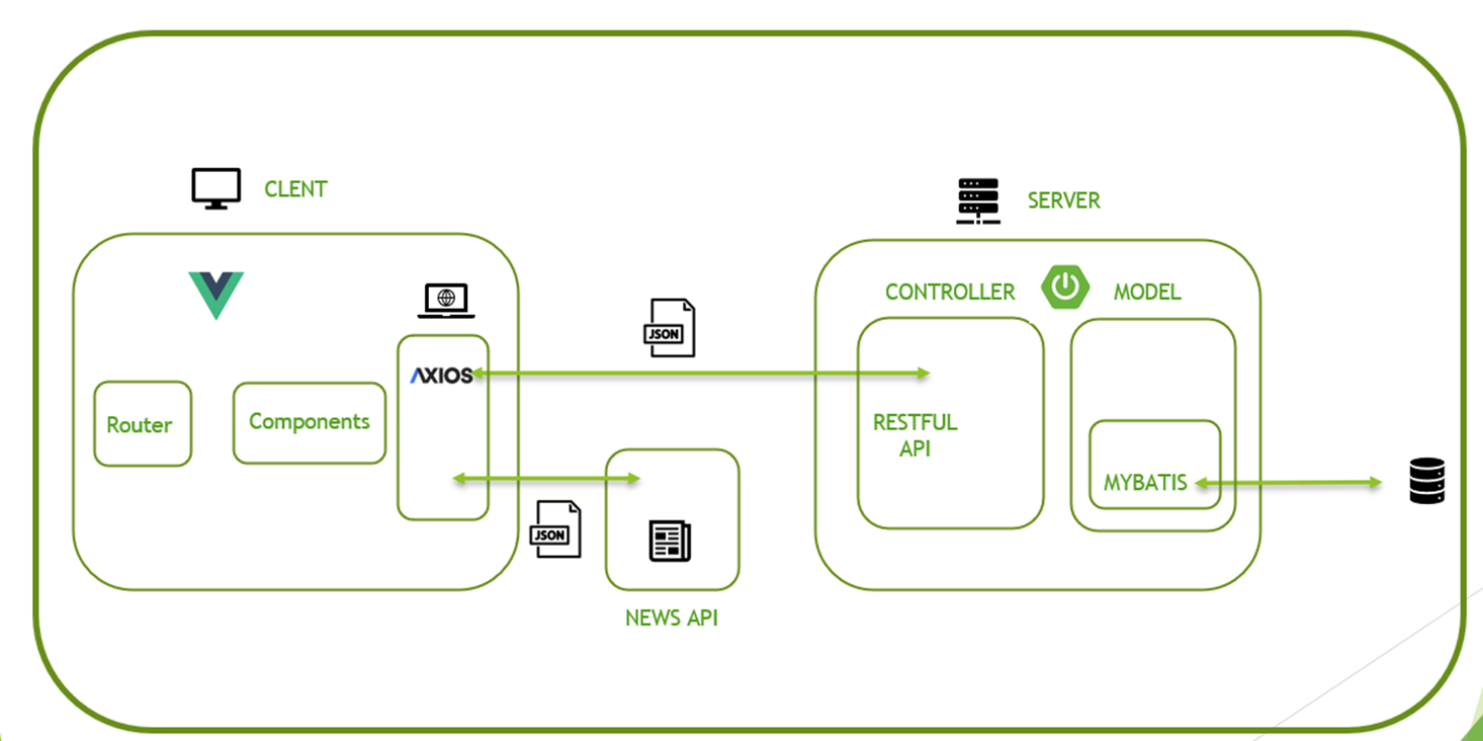 CLENT
SERVER
CONTROLLER
MODEL
JSON
AXIOS
Router
Components
RESTFUL
API
MYBATIS
JSON
NEWS API